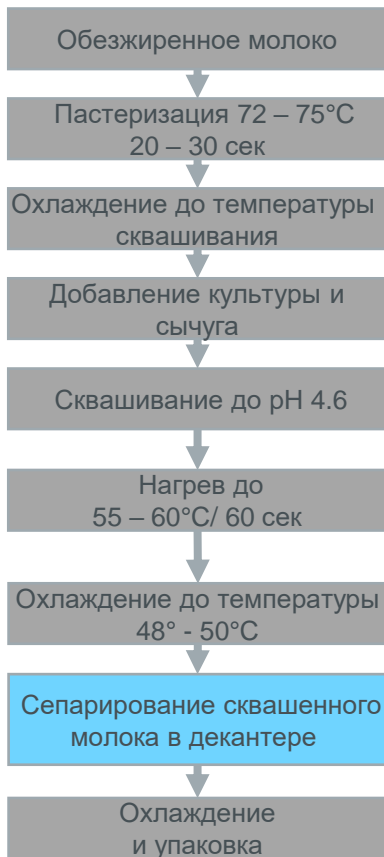 Обезжиренное молоко
Пастеризация 72 – 75°C
20 – 30 сек
Охлаждение до температуры
сквашивания
Добавление культуры и
сычуга
Сквашивание до pH 4.6
Нагрев до
55 – 60°C/ 60 сек
Охлаждение до температуры
48° - 50°C
Сепарирование сквашенного
молока в декантере
Охлаждение
и упаковка